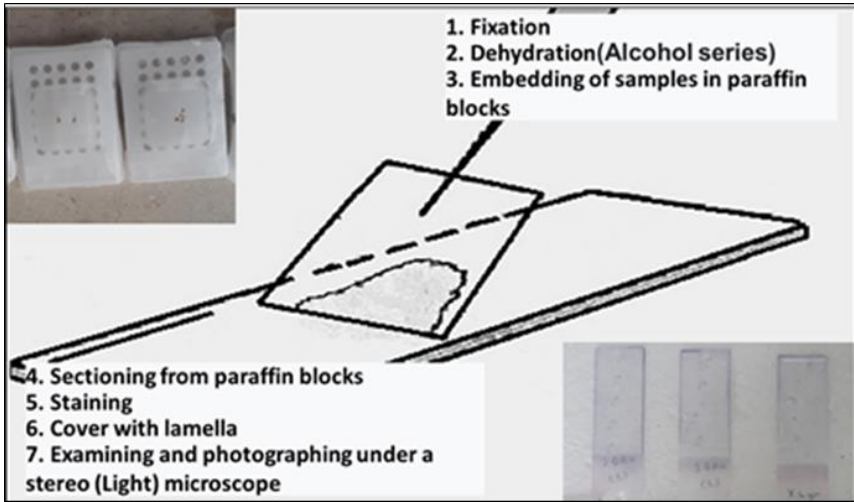 1. Fixation
2. Dehydration(Alcohol series)
3. Embedding of samples in paraffin
blocks
4. Sectioning from paraffin blocks
5. Staining
6. Cover with lamella
7. Examining and photographing under a
stereo (Light) microscope